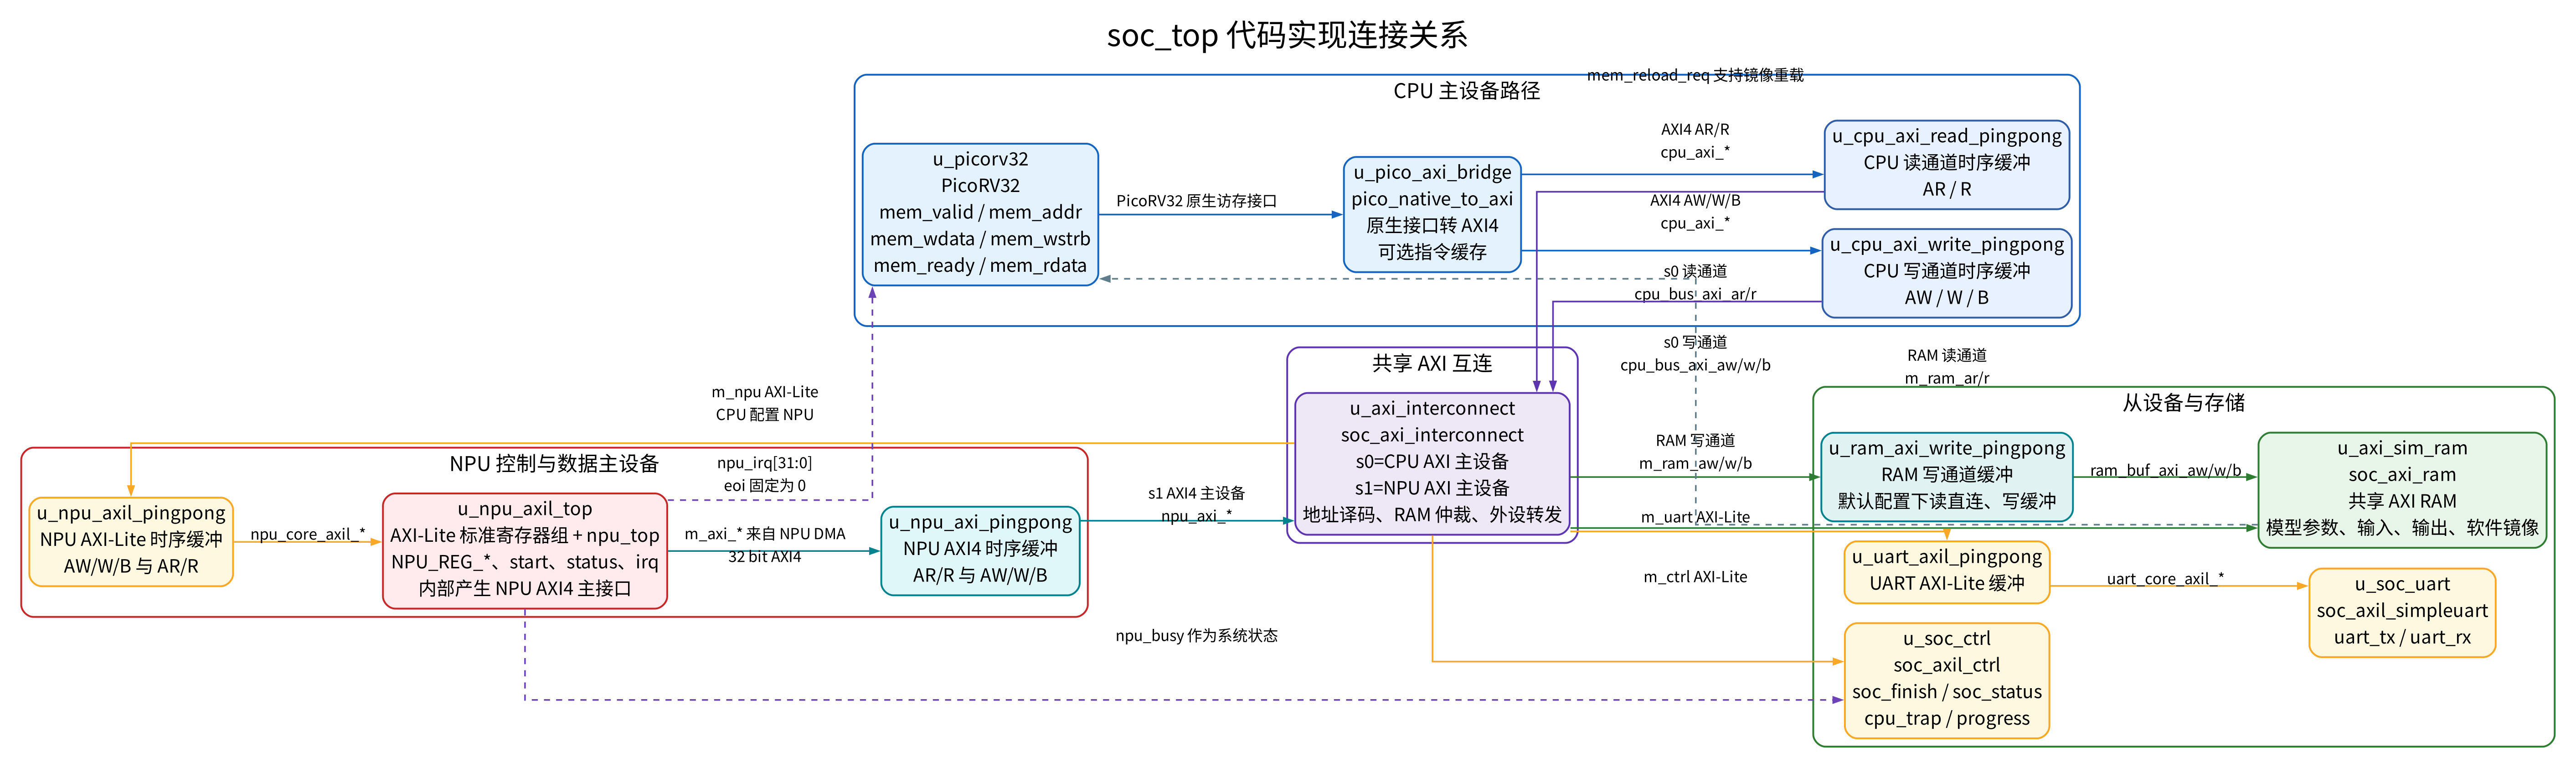 soc_top 代码实现连接关系
mem_reload_req 支持镜像重载
CPU 主设备路径
u_picorv32
PicoRV32
mem_valid / mem_addr
mem_wdata / mem_wstrb
mem_ready / mem_rdata
PicoRV32 原生访存接口
u_pico_axi_bridge
pico_native_to_axi
原生接口转 AXI4
可选指令缓存
AXI4 AR/R
cpu_axi_*
AXI4 AW/W/B
cpu_axi_*
u_cpu_axi_read_pingpong
CPU 读通道时序缓冲
AR / R
u_cpu_axi_write_pingpong
CPU 写通道时序缓冲
AW / W / B
s0 读通道
cpu_bus_axi_ar/r
s0 写通道
cpu_bus_axi_aw/w/b
共享 AXI 互连
u_axi_interconnect
soc_axi_interconnect
s0=CPU AXI 主设备
s1=NPU AXI 主设备
地址译码、RAM 仲裁、外设转发
m_npu AXI-Lite
CPU 配置 NPU
NPU 控制与数据主设备
u_npu_axil_pingpong
NPU AXI-Lite 时序缓冲
AW/W/B 与 AR/R
npu_core_axil_*
u_npu_axil_top
AXI-Lite 标准寄存器组 + npu_top
NPU_REG_*、start、status、irq
内部产生 NPU AXI4 主接口
npu_irq[31:0]
eoi 固定为 0
m_axi_* 来自 NPU DMA
32 bit AXI4
u_npu_axi_pingpong
NPU AXI4 时序缓冲
AR/R 与 AW/W/B
s1 AXI4 主设备
npu_axi_*
npu_busy 作为系统状态
RAM 读通道
m_ram_ar/r
RAM 写通道
m_ram_aw/w/b
m_uart AXI-Lite
m_ctrl AXI-Lite
从设备与存储
u_ram_axi_write_pingpong
RAM 写通道缓冲
默认配置下读直连、写缓冲
ram_buf_axi_aw/w/b
u_axi_sim_ram
soc_axi_ram
共享 AXI RAM
模型参数、输入、输出、软件镜像
u_uart_axil_pingpong
UART AXI-Lite 缓冲
uart_core_axil_*
u_soc_uart
soc_axil_simpleuart
uart_tx / uart_rx
u_soc_ctrl
soc_axil_ctrl
soc_finish / soc_status
cpu_trap / progress